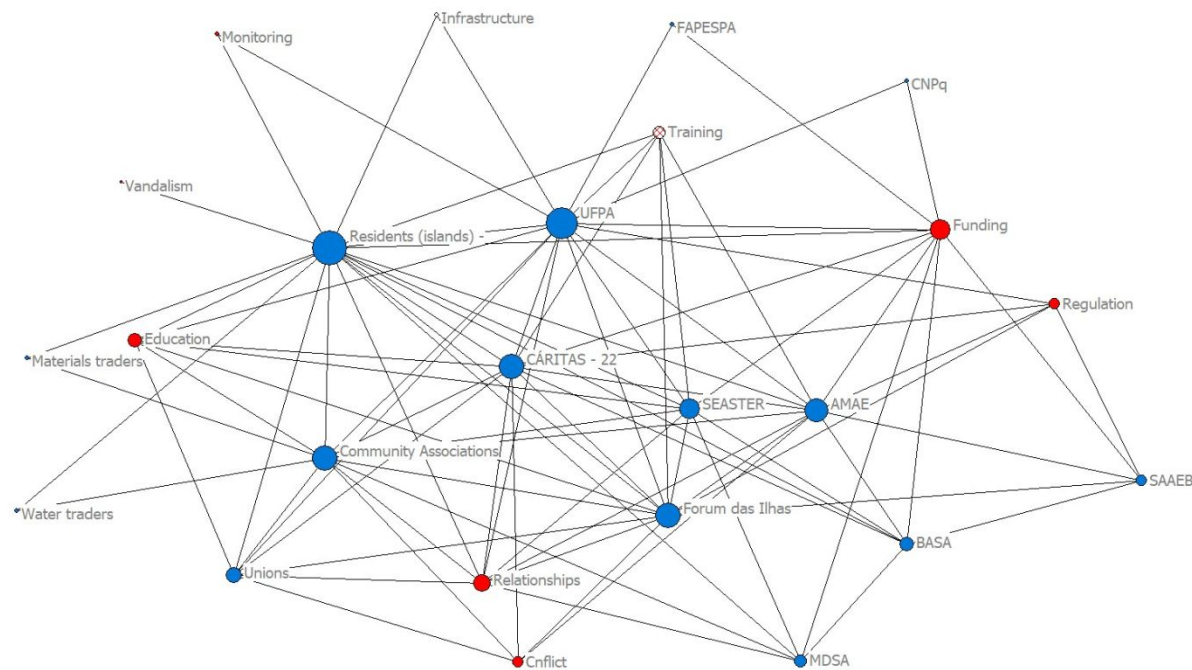 Infrastructure
Monitoring
FAPESPA
CNPq
Training
Vandalism
UFPA
Residents (islands) -
Funding
Regulation
Education
Materials traders
CÁRITAS - 22
SEASTER
AMAE
Community Associations
SAAEB
Water traders
Forum das Ilhas
BASA
Unions
Relationships
Cnflict
MDSA